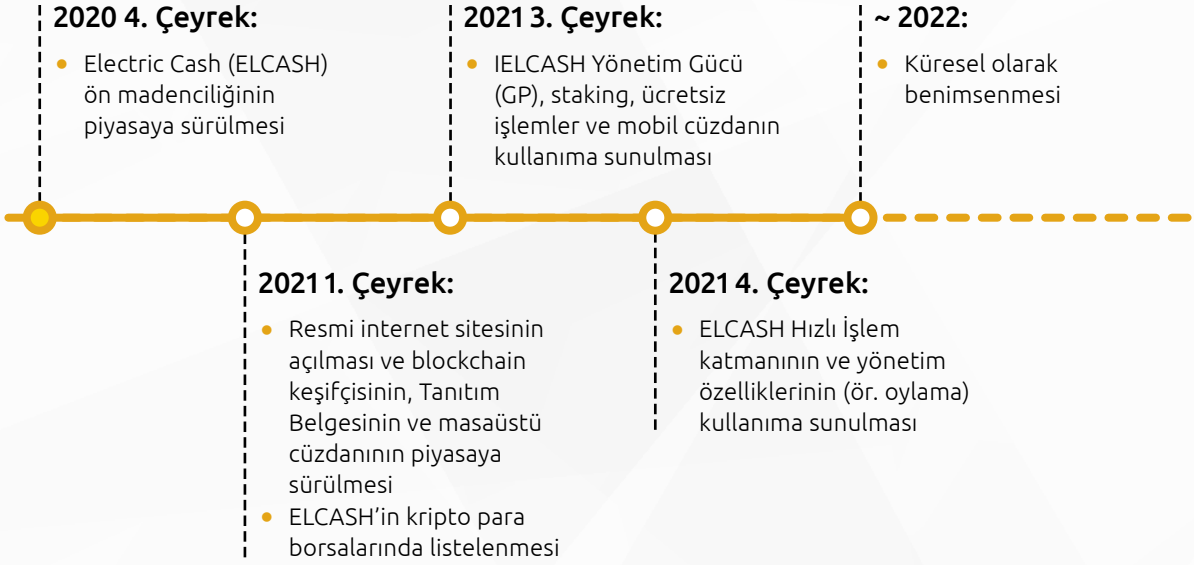 2020 4. Çeyrek:
Electric Cash (ELCASH)
ön madenciliğinin
piyasaya sürülmesi
2021 1. Çeyrek:
Resmi internet sitesinin
açılması ve blockchain
keşifçisinin, Tanıtım
Belgesinin ve masaüstü
cüzdanının piyasaya
sürülmesi
ELCASH’in kripto para
borsalarında listelenmesi
2021 3. Çeyrek:
IELCASH Yönetim Gücü
(GP), staking, ücretsiz
işlemler ve mobil cüzdanın
kullanıma sunulması
2021 4. Çeyrek:
ELCASH Hızlı İşlem
katmanının ve yönetim
özelliklerinin (ör. oylama)
kullanıma sunulması
~ 2022:
Küresel olarak
benimsenmesi